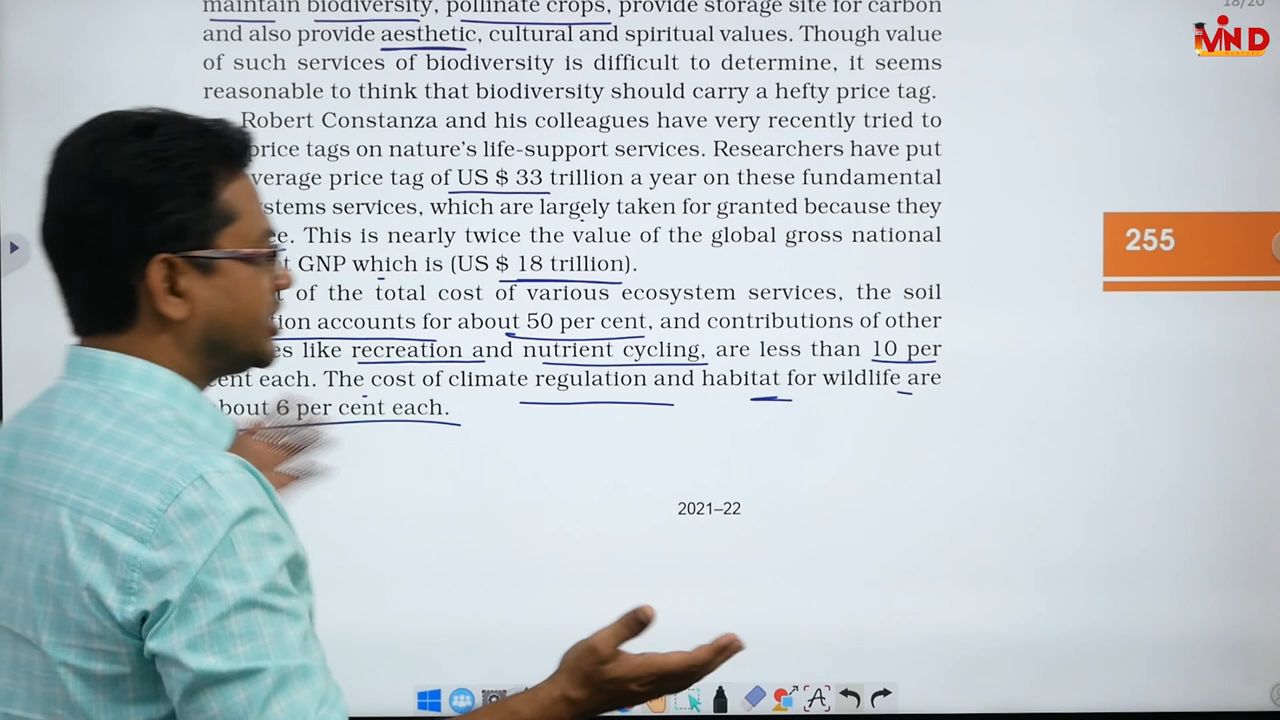 maintain biodiversity, pollinate crops, provide storage site for carbon
and also provide aesthetic, cultural and spiritual values. Though value
of such services of biodiversity is difficult to determine, it seems
reasonable to think that biodiversity should carry a hefty price tag.
Robert Constanza and his colleagues have very recently tried to
price tags on nature's life-support services. Researchers have put
verage price tag of US $ 33 trillion a year on these fundamental
stems services, which are largely taken for granted because they
e. This is nearly twice the value of the global gross national
t GNP which is (US $ 18 trillion).
of the total cost of various ecosystem services, the soil
ion accounts for about 50 per cent, and contributions of other
es like recreation and nutrient cycling, are less than 10 per
cent each. The cost of climate regulation and habitat for wildlife are
bout 6 per cent each.
255
2021–22
18/20
MIND